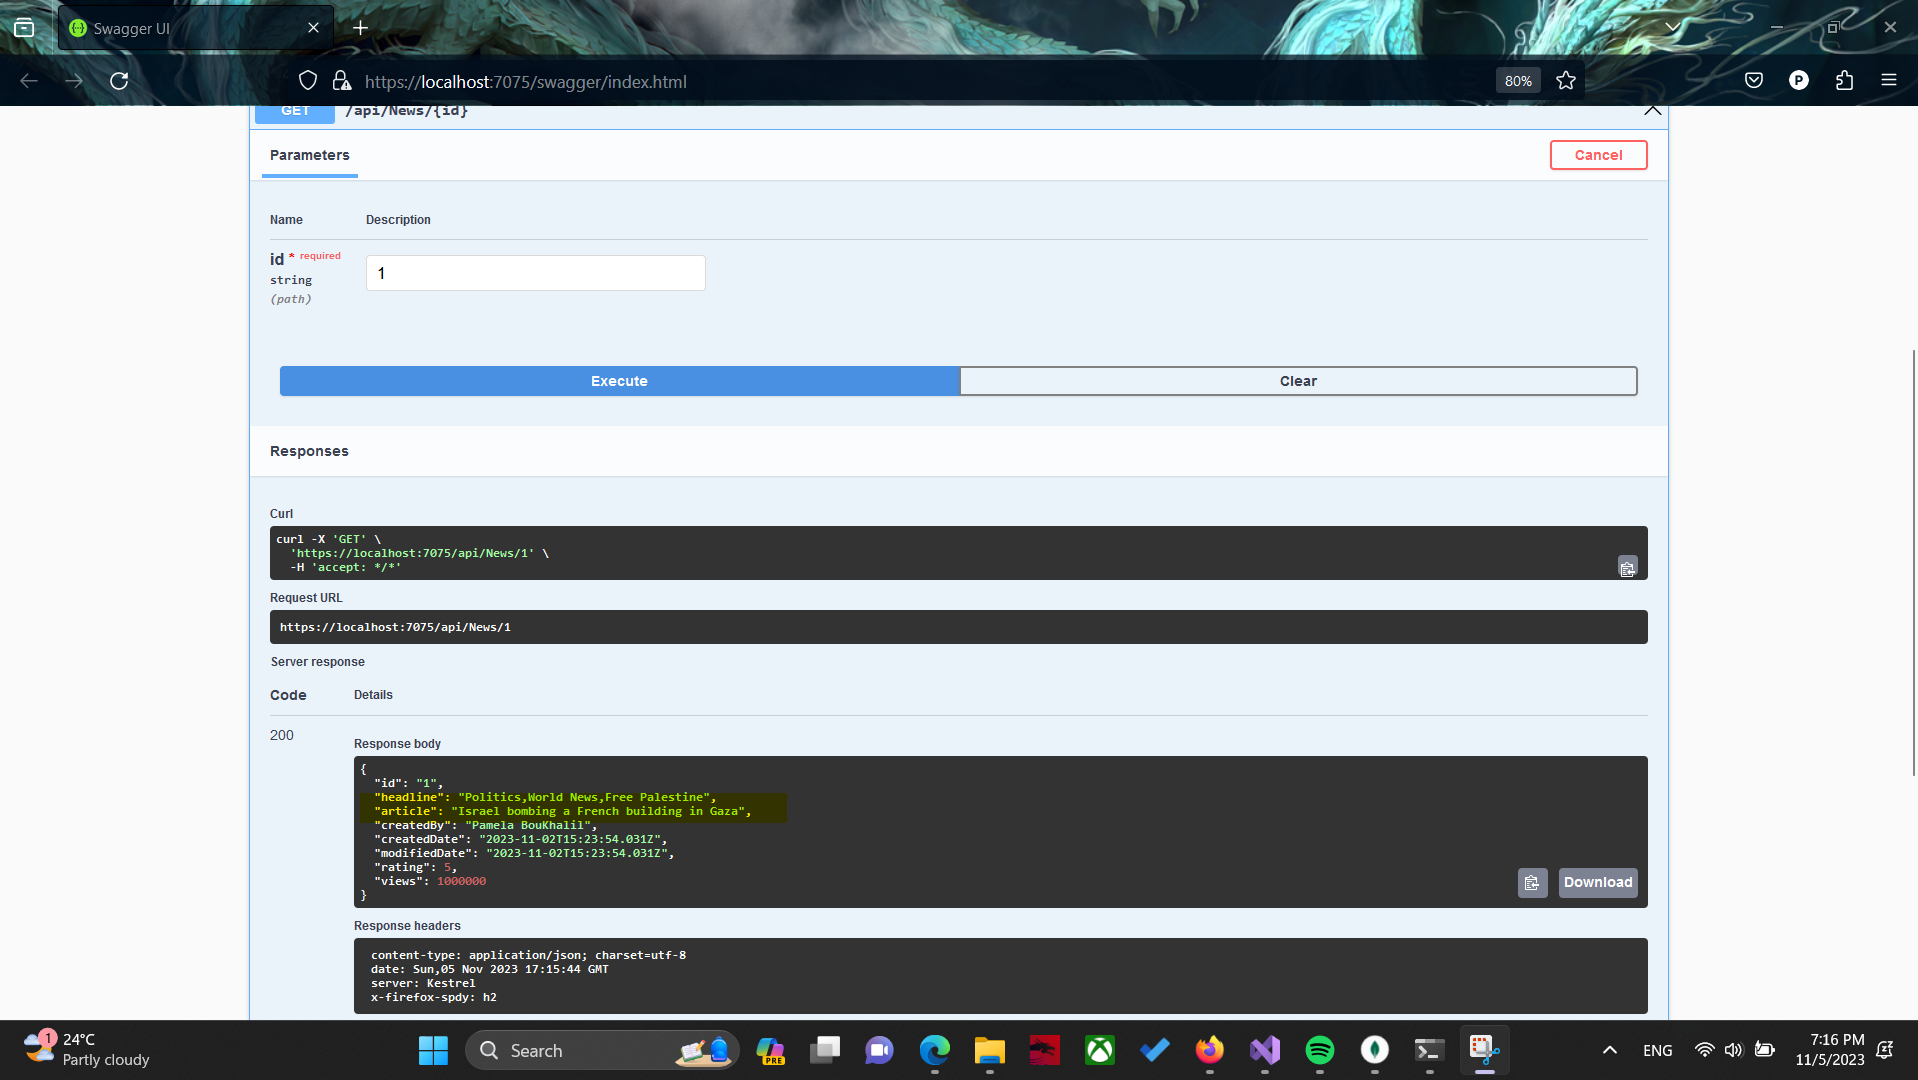 Swagger UI
https://localhost:7075/swagger/index.html
80%
P
GET /api/News/{id}
Parameters
Cancel
Name Description
id * required
string
(path)
1
Execute
Clear
Responses
Curl
curl -X 'GET' \
'https://localhost:7075/api/News/1' \
-H 'accept: */*'
Request URL
https://localhost:7075/api/News/1
Server response
Code Details
200
Response body
{
"id": "1",
"headline": "Politics,World News,Free Palestine",
"article": "Israel bombing a French building in Gaza",
"createdBy": "Pamela BouKhalil",
"createdDate": "2023-11-02T15:23:54.031Z",
"modifiedDate": "2023-11-02T15:23:54.031Z",
"rating": 5,
"views": 1000000
}
Download
Response headers
content-type: application/json; charset=utf-8
date: Sun,05 Nov 2023 17:15:44 GMT
server: Kestrel
x-firefox-spdy: h2
1
24°C
Partly cloudy
Search
PRE
ENG
7:16 PM
11/5/2023